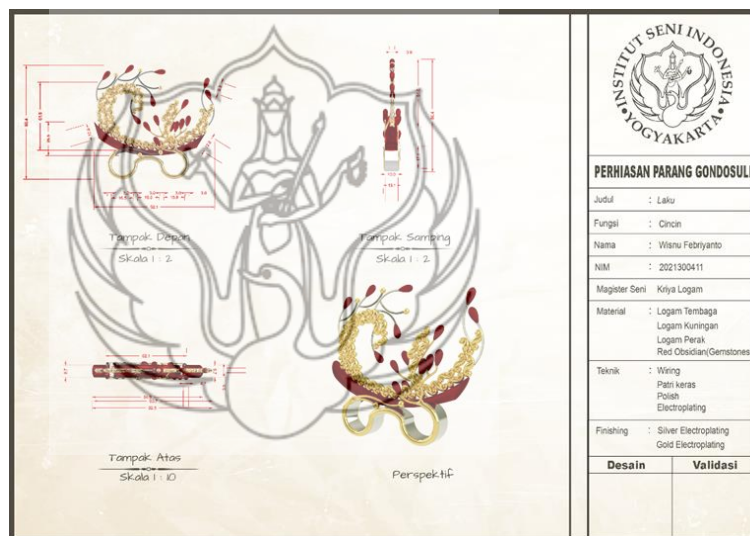 Tampak Depan
Skala 1 : 2
Tampak Samping
Skala 1 : 2
Tampak Atas
Skala 1 : 10
Perspektif
INSTITUT SENI INDONESIA
YOGYAKARTA
PERHIASAN PARANG GONDOSULI
Judul : Laku
Fungsi : Cincin
Nama : Wisnu Febriyanto
NIM : 2021300411
Magister Seni Kriya Logam
Material : Logam Tembaga
Logam Kuningan
Logam Perak
Red Obsidian(Gemstones
Teknik : Wiring
Patri keras
Polish
Electroplating
Finishing : Silver Electroplating
Gold Electroplating
Desain Validasi